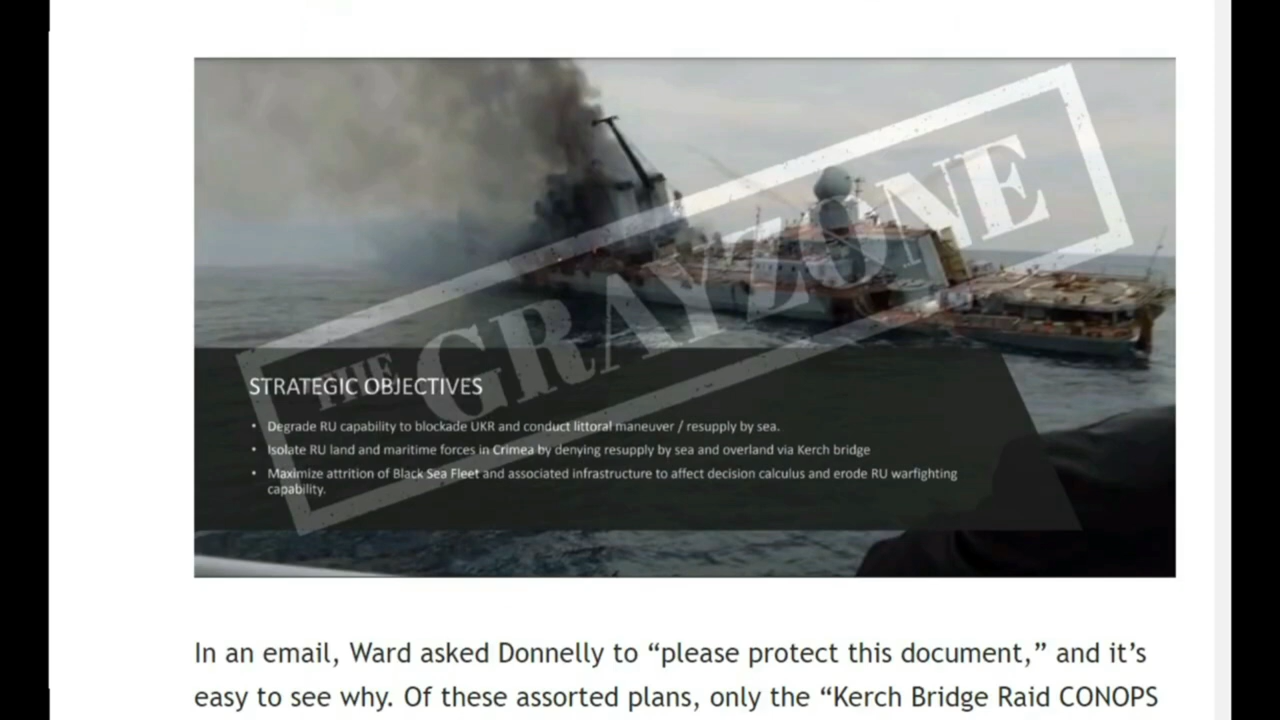 THE GRAYZONE
STRATEGIC OBJECTIVES
• Degrade RU capability to blockade UKR and conduct littoral maneuver / resupply by sea.
• Isolate RU land and maritime forces in Crimea by denying resupply by sea and overland via Kerch bridge
• Maximize attrition of Black Sea Fleet and associated infrastructure to affect decision calculus and erode RU warfighting
capability.
In an email, Ward asked Donnelly to “please protect this document,” and it’s
easy to see why. Of these assorted plans, only the “Kerch Bridge Raid CONOPS